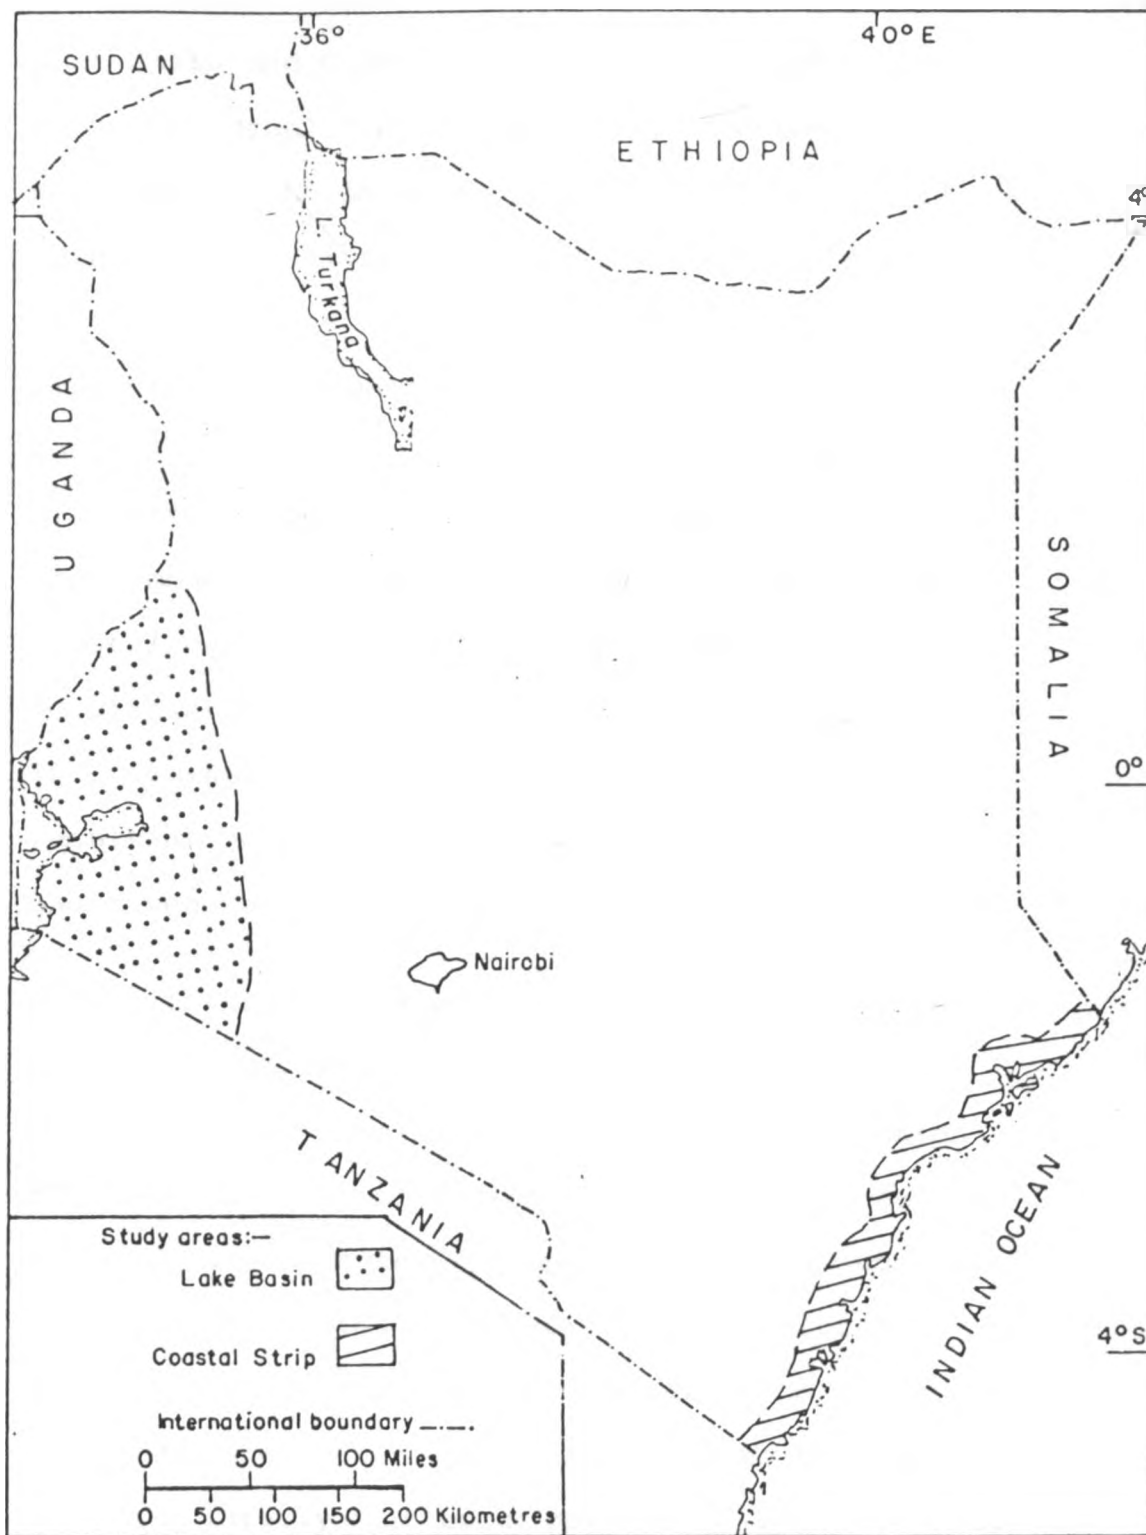 36°
40°E
SUDAN
ETHIOPIA
4°
L. Turkana
UGANDA
SOMALIA
0°
Nairobi
TANZANIA
INDIAN OCEAN
4°S
Study areas:—
Lake Basin
Coastal Strip
International boundary
0 50 100 Miles
0 50 100 150 200 Kilometres